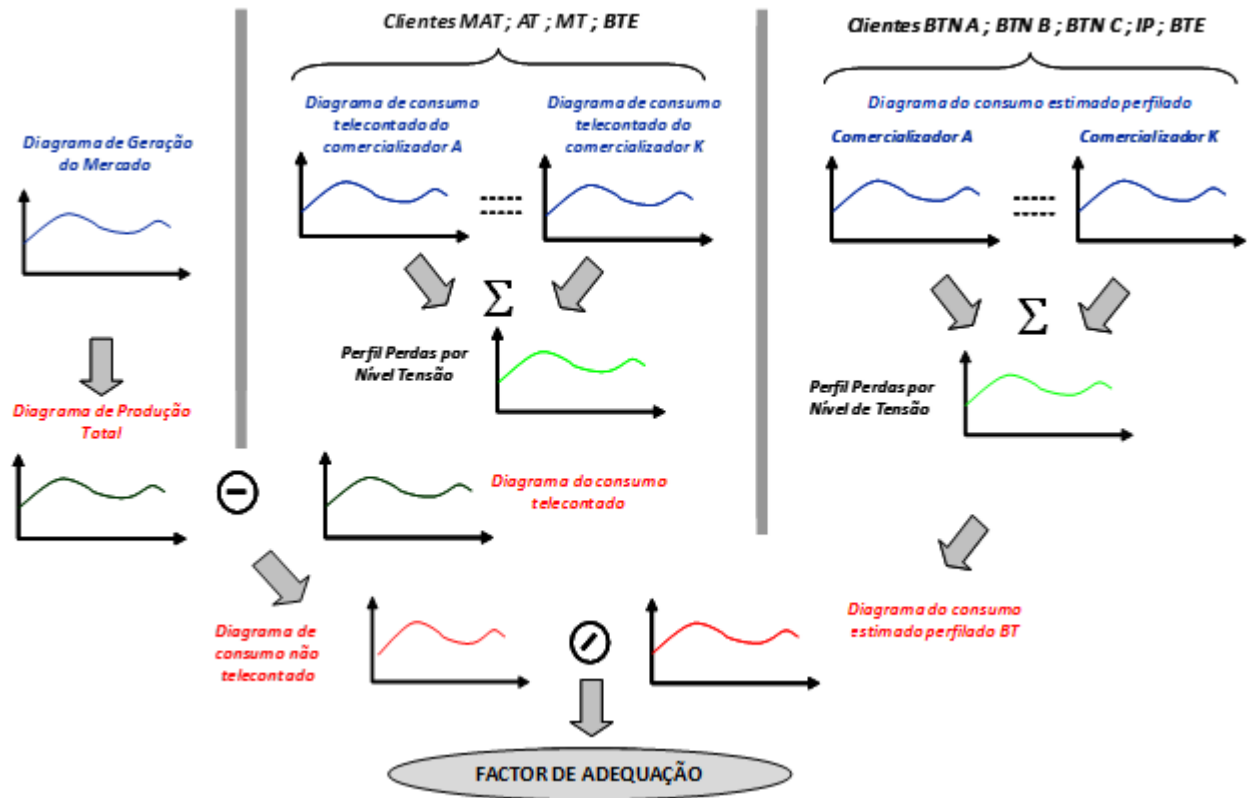 Clientes MAT ; AT ; MT ; BTE
Clientes BTN A ; BTN B ; BTN C ; IP ; BTE
Diagrama de Geração
do Mercado
Diagrama de consumo
telecontado do
comercializador A
Diagrama de consumo
telecontado do
comercializador K
Diagrama do consumo estimado perfilado
Comercializador A
Comercializador K
Σ
Σ
Perfil Perdas por
Nível Tensão
Perfil Perdas por
Nível de Tensão
Diagrama de Produção
Total
Diagrama do consumo
telecontado
Diagrama de
consumo não
telecontado
Diagrama do consumo
estimado perfilado BT
FACTOR DE ADEQUAÇÃO